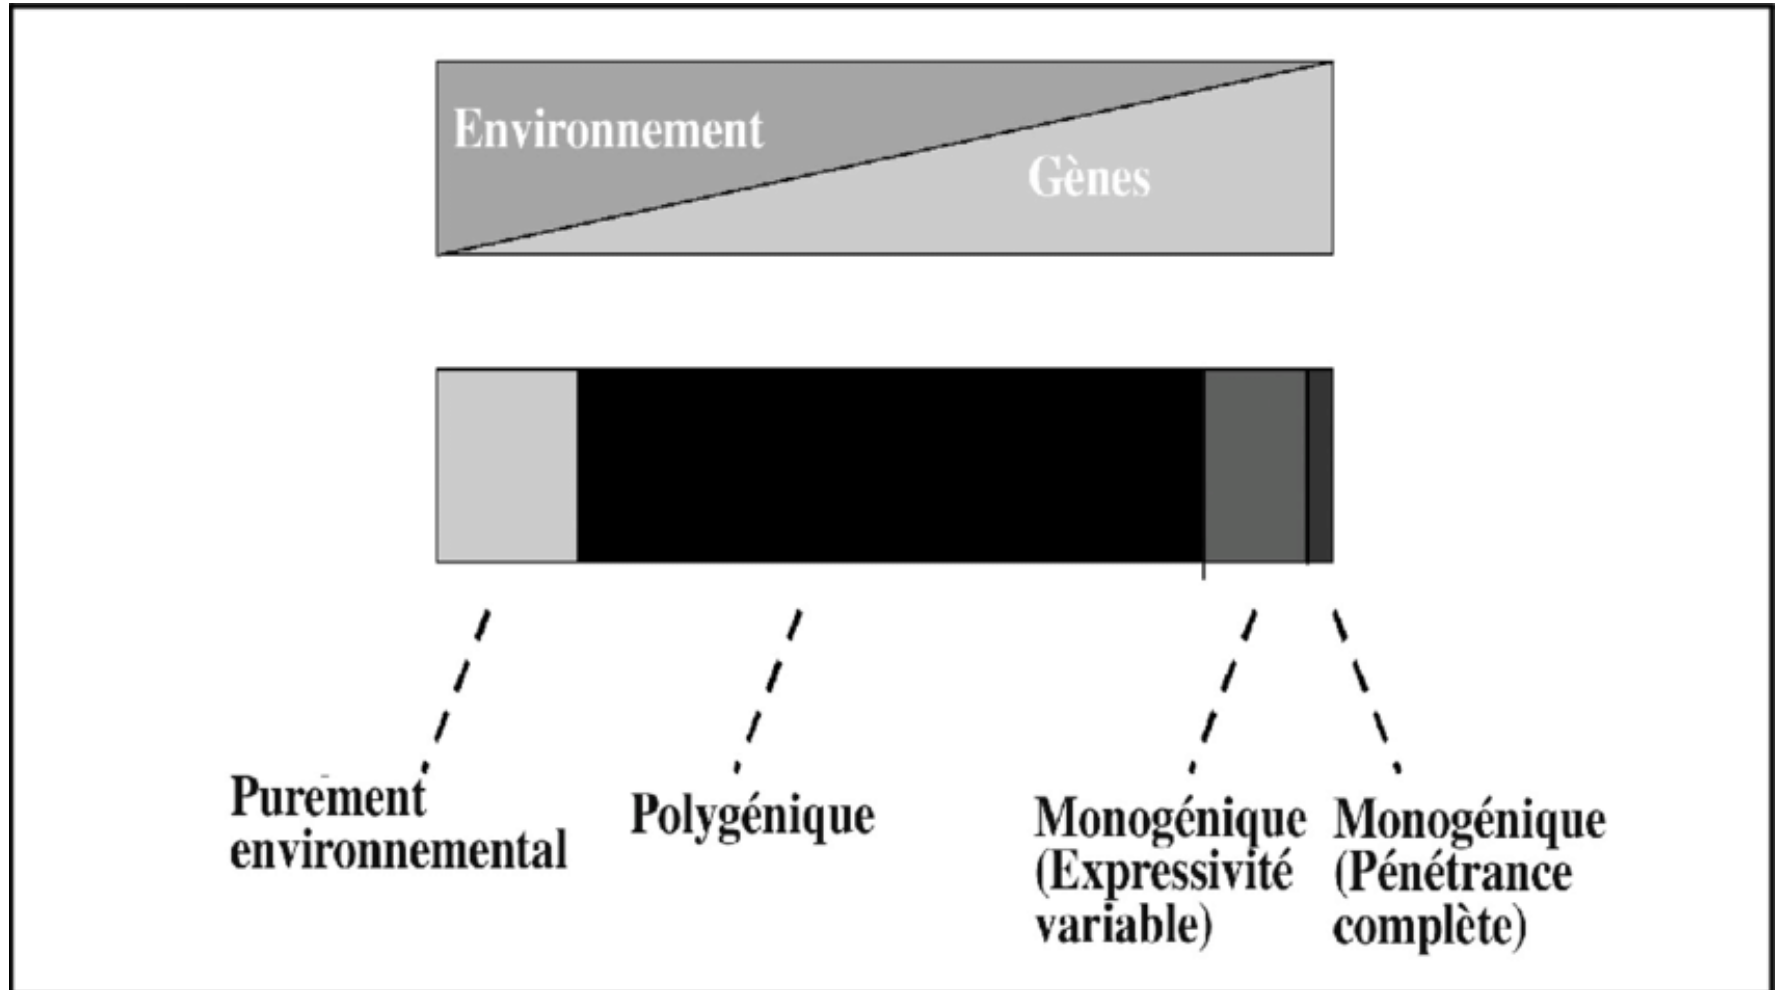 Environnement
Gènes
Purement
environnemental
Polygénique
Monogénique
(Expressivité
variable)
Monogénique
(Pénétrance
complète)